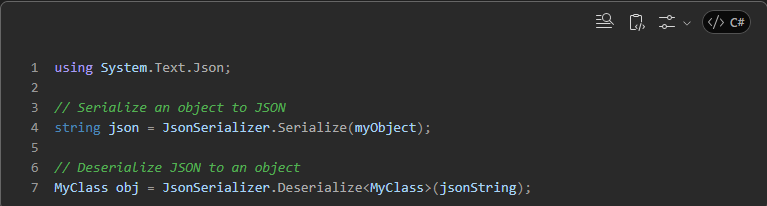 </> C#
1 using System.Text.Json;
2
3 // Serialize an object to JSON
4 string json = JsonSerializer.Serialize(myObject);
5
6 // Deserialize JSON to an object
7 MyClass obj = JsonSerializer.Deserialize<MyClass>(jsonString);